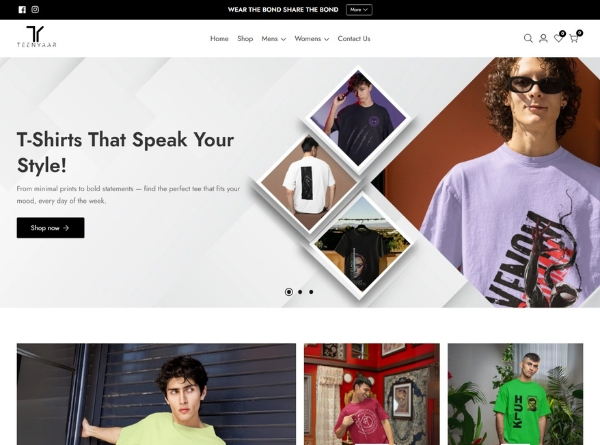 WEAR THE BOND SHARE THE BOND
More
TEENYAAR
Home
Shop
Mens
Womens
Contact Us
0
0
T-Shirts That Speak Your
Style!
From minimal prints to bold statements — find the perfect tee that fits your
mood, every day of the week.
Shop now
VENOM
HULK